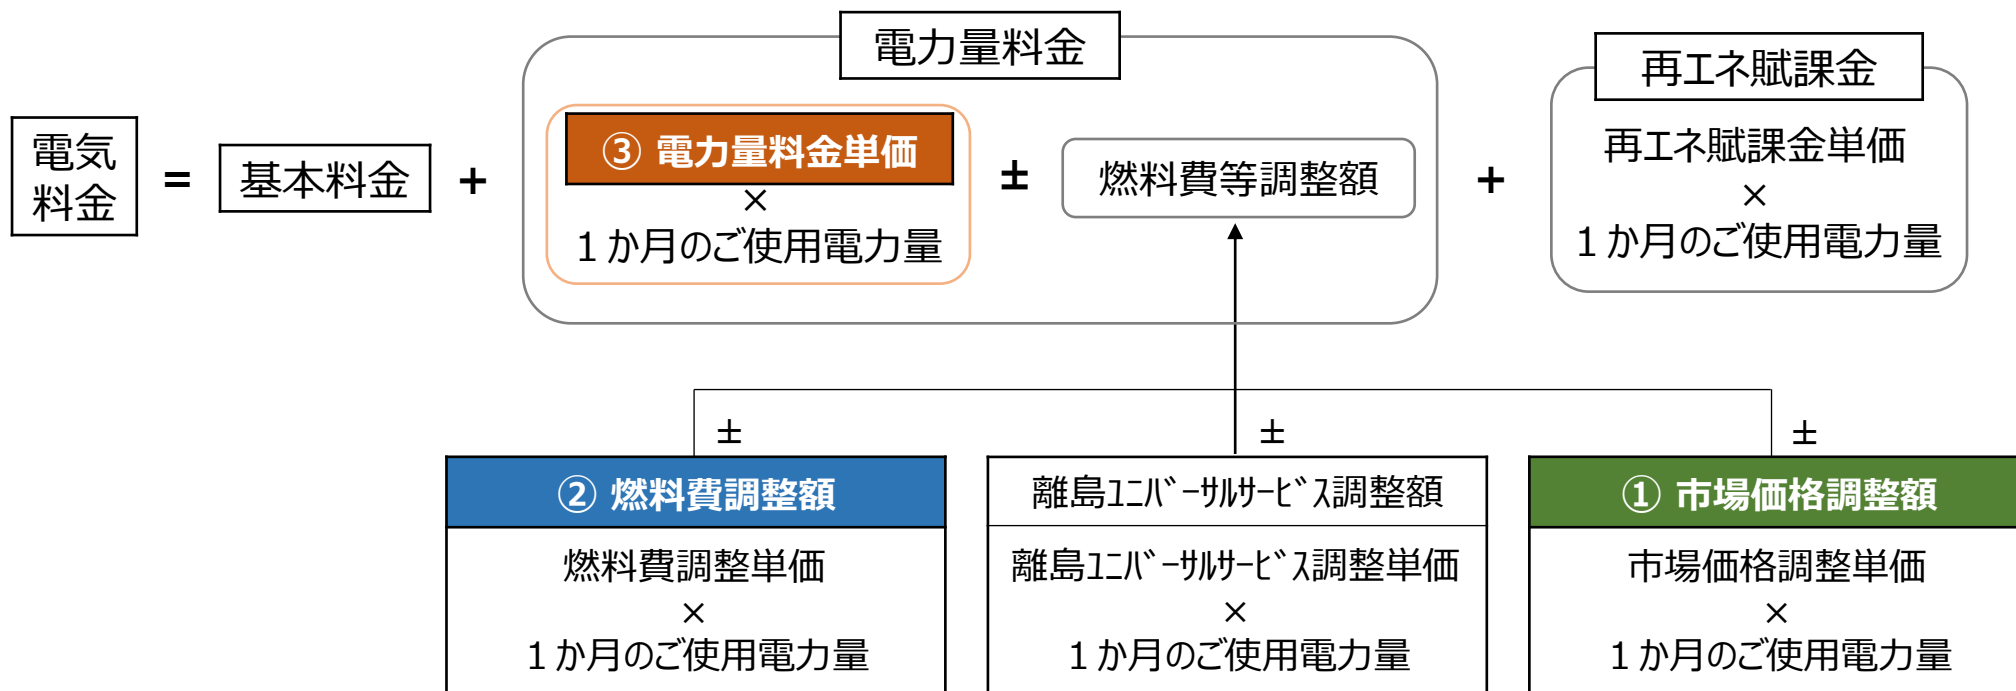 電力量料金
再エネ賦課金
電気
料金
=
基本料金
+
③ 電力量料金単価
×
１か月のご使用電力量
±
燃料費等調整額
+
再エネ賦課金単価
×
１か月のご使用電力量
±
② 燃料費調整額
燃料費調整単価
×
１か月のご使用電力量
±
離島ﾕﾆﾊﾞｰｻﾙｻｰﾋﾞｽ調整額
離島ﾕﾆﾊﾞｰｻﾙｻｰﾋﾞｽ調整単価
×
１か月のご使用電力量
±
① 市場価格調整額
市場価格調整単価
×
１か月のご使用電力量